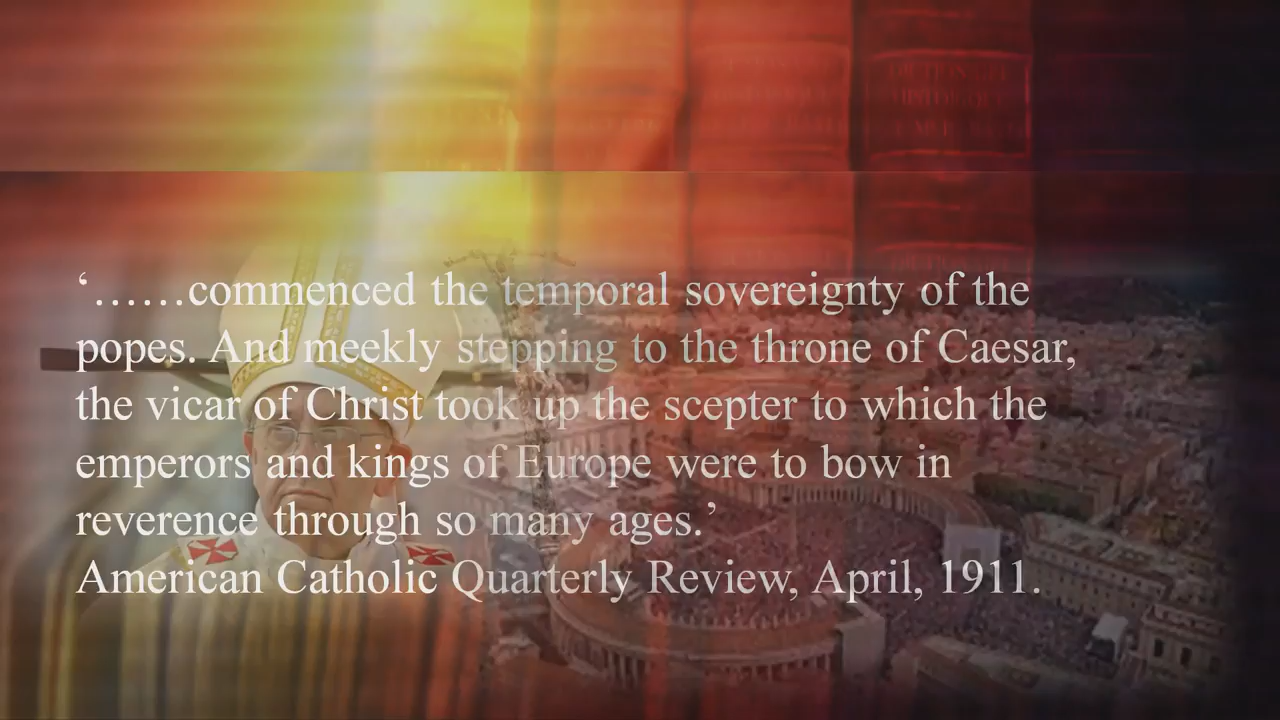 ‘......commenced the temporal sovereignty of the
popes. And meekly stepping to the throne of Caesar,
the vicar of Christ took up the scepter to which the
emperors and kings of Europe were to bow in
reverence through so many ages.’
American Catholic Quarterly Review, April, 1911.